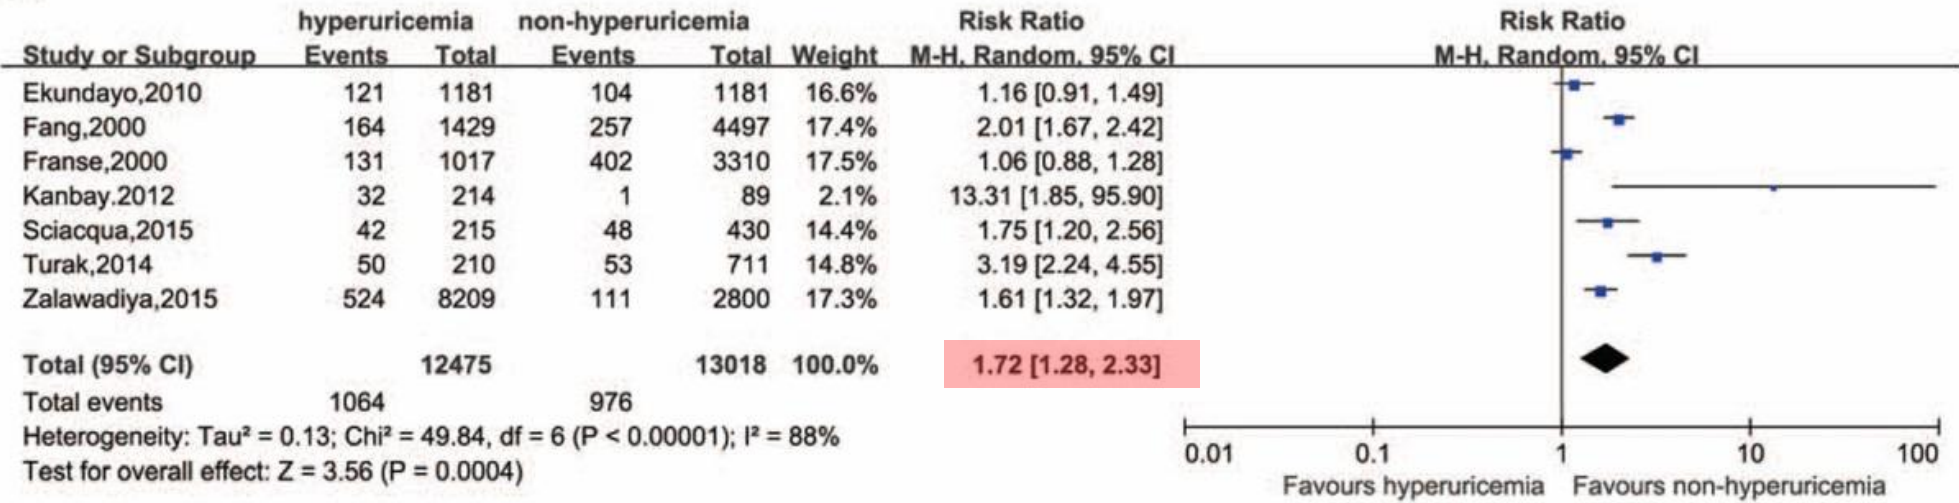 hyperuricemia non-hyperuricemia Risk Ratio Risk Ratio
Study or Subgroup Events Total Events Total Weight M-H, Random, 95% CI M-H, Random, 95% CI
Ekundayo,2010 121 1181 104 1181 16.6% 1.16 [0.91, 1.49]
Fang,2000 164 1429 257 4497 17.4% 2.01 [1.67, 2.42]
Franse,2000 131 1017 402 3310 17.5% 1.06 [0.88, 1.28]
Kanbay.2012 32 214 1 89 2.1% 13.31 [1.85, 95.90]
Sciacqua,2015 42 215 48 430 14.4% 1.75 [1.20, 2.56]
Turak,2014 50 210 53 711 14.8% 3.19 [2.24, 4.55]
Zalawadiya,2015 524 8209 111 2800 17.3% 1.61 [1.32, 1.97]
Total (95% CI) 12475 13018 100.0% 1.72 [1.28, 2.33]
Total events 1064 976
Heterogeneity: Tau² = 0.13; Chi² = 49.84, df = 6 (P < 0.00001); I² = 88%
Test for overall effect: Z = 3.56 (P = 0.0004)
0.01 0.1 1 10 100
Favours hyperuricemia Favours non-hyperuricemia